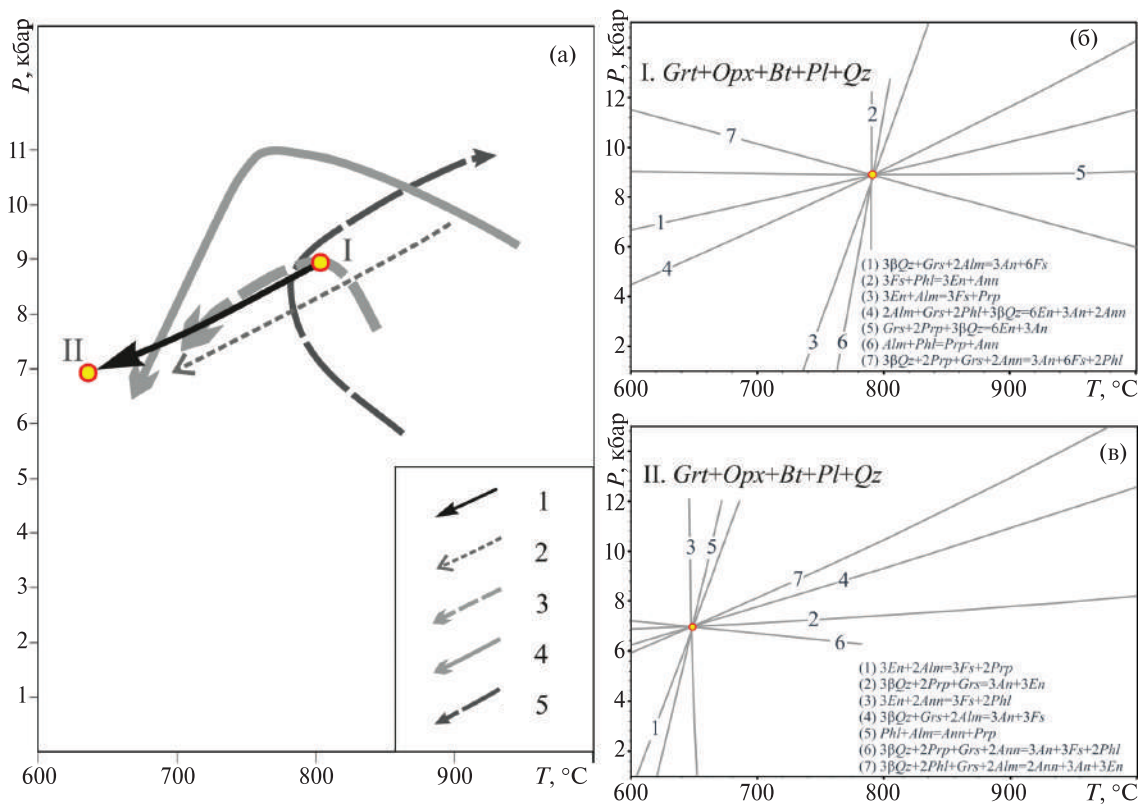 (а)
P, кбар
11
10
9
8
7
6
5
4
3
2
1
I
II
1
2
3
4
5
600
700
800
900
T, °C
(б)
P, кбар
I. Grt+Opx+Bt+Pl+Qz
12
10
8
6
4
2
2
7
5
1
4
3
6
(1) 3βQz+Grs+2Alm=3An+6Fs
(2) 3Fs+Phl=3En+Ann
(3) 3En+Alm=3Fs+Prp
(4) 2Alm+Grs+2Phl+3βQz=6En+3An+2Ann
(5) Grs+2Prp+3βQz=6En+3An
(6) Alm+Phl=Prp+Ann
(7) 3βQz+2Prp+Grs+2Ann=3An+6Fs+2Phl
600
700
800
900
T, °C
(в)
P, кбар
II. Grt+Opx+Bt+Pl+Qz
12
10
8
6
4
2
3
5
7
4
2
6
1
(1) 3En+2Alm=3Fs+2Prp
(2) 3βQz+2Prp+Grs=3An+3En
(3) 3En+2Ann=3Fs+2Phl
(4) 3βQz+Grs+2Alm=3An+3Fs
(5) Phl+Alm=Ann+Prp
(6) 3βQz+2Prp+Grs+2Ann=3An+3Fs+2Phl
(7) 3βQz+2Phl+Grs+2Alm=2Ann+3An+3En
600
700
800
900
T, °C